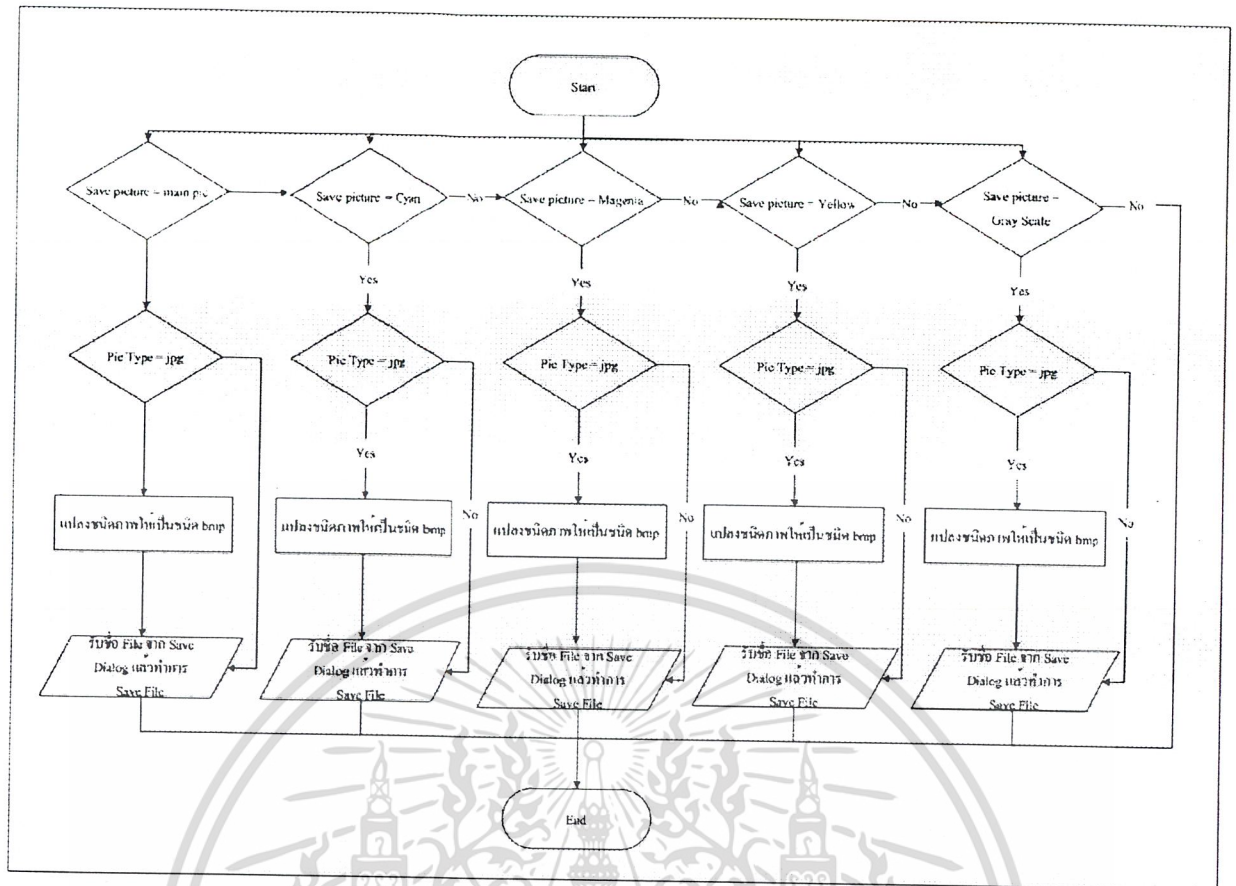 Start
Save picture = main pic
Save picture = Cyan
No
Save picture = Magenta
No
Save picture = Yellow
No
Save picture =
Gray Scale
No
Yes
Yes
Yes
Yes
Pic Type = jpg
Pic Type = jpg
Pic Type = jpg
Pic Type = jpg
Pic Type = jpg
Yes
Yes
Yes
Yes
แปลงชนิดภาพให้เป็นชนิด bmp
แปลงชนิดภาพให้เป็นชนิด bmp
No
แปลงชนิดภาพให้เป็นชนิด bmp
No
แปลงชนิดภาพให้เป็นชนิด bmp
No
แปลงชนิดภาพให้เป็นชนิด bmp
No
รับชื่อ File จาก Save
Dialog แล้วทำการ
Save File
รับชื่อ File จาก Save
Dialog แล้วทำการ
Save File
รับชื่อ File จาก Save
Dialog แล้วทำการ
Save File
รับชื่อ File จาก Save
Dialog แล้วทำการ
Save File
รับชื่อ File จาก Save
Dialog แล้วทำการ
Save File
End